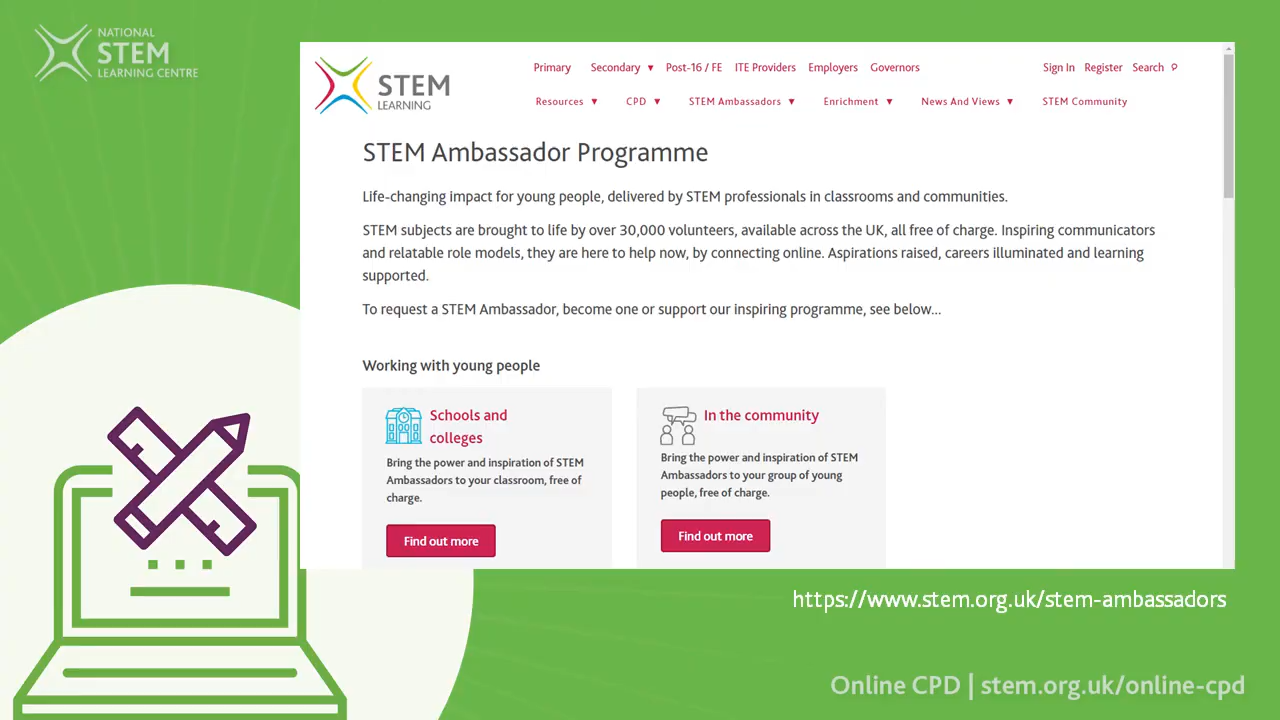 NATIONAL
STEM
LEARNING CENTRE
STEM
LEARNING
Primary Secondary ▼ Post-16 / FE ITE Providers Employers Governors Sign In Register Search
Resources ▼ CPD ▼ STEM Ambassadors ▼ Enrichment ▼ News And Views ▼ STEM Community
STEM Ambassador Programme
Life-changing impact for young people, delivered by STEM professionals in classrooms and communities.
STEM subjects are brought to life by over 30,000 volunteers, available across the UK, all free of charge. Inspiring communicators
and relatable role models, they are here to help now, by connecting online. Aspirations raised, careers illuminated and learning
supported.
To request a STEM Ambassador, become one or support our inspiring programme, see below...
Working with young people
Schools and
colleges
Bring the power and inspiration of STEM
Ambassadors to your classroom, free of
charge.
Find out more
In the community
Bring the power and inspiration of STEM
Ambassadors to your group of young
people, free of charge.
Find out more
https://www.stem.org.uk/stem-ambassadors
Online CPD | stem.org.uk/online-cpd